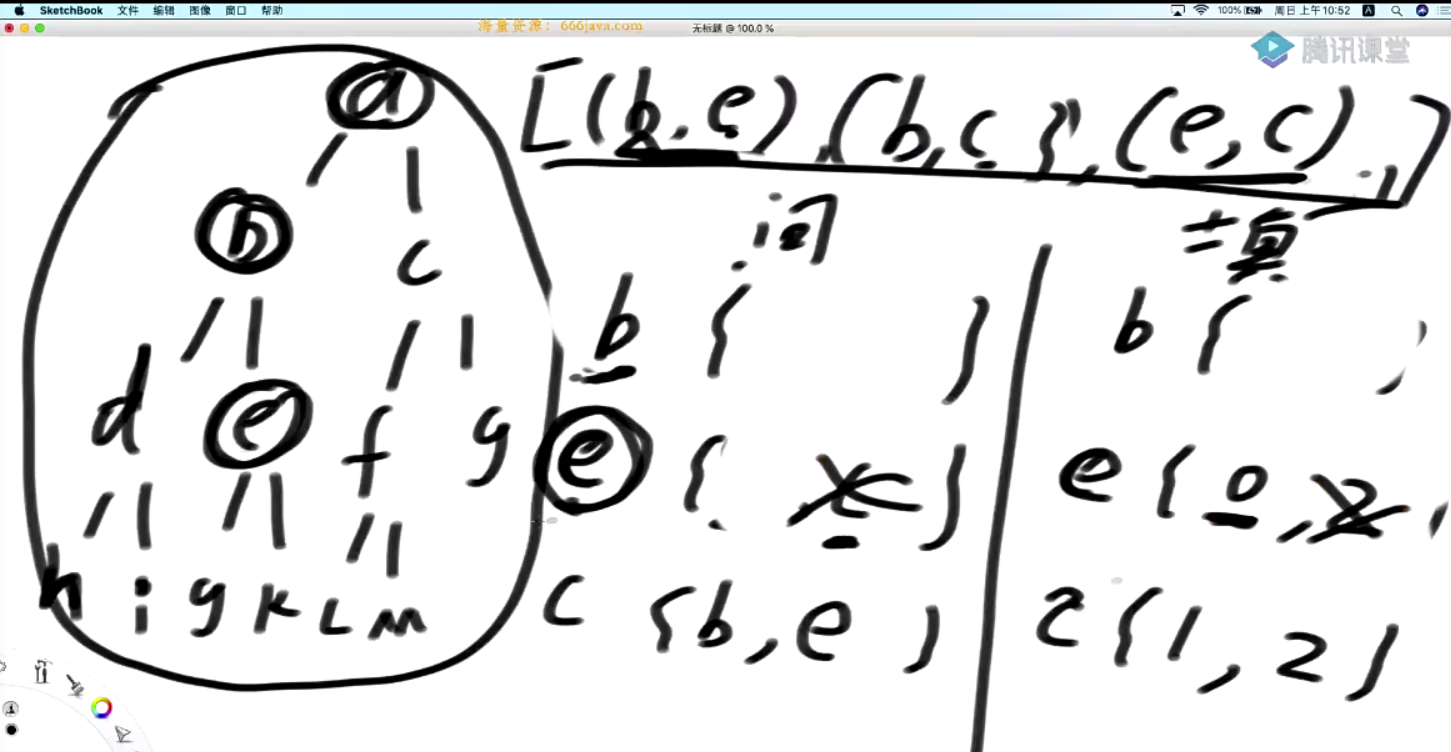 SketchBook 文件 编辑 图像 窗口 帮助 100% 周日上午10:52 A
海量资源：666java.com 无标题 @ 100.0 %
腾讯课堂
a [(b,e),(b,c),(e,c),.,]
b c 问 填
b { } b { }
d e f g e { x } e {0,2,
h i g K L M c {b,e} 2{1,2}